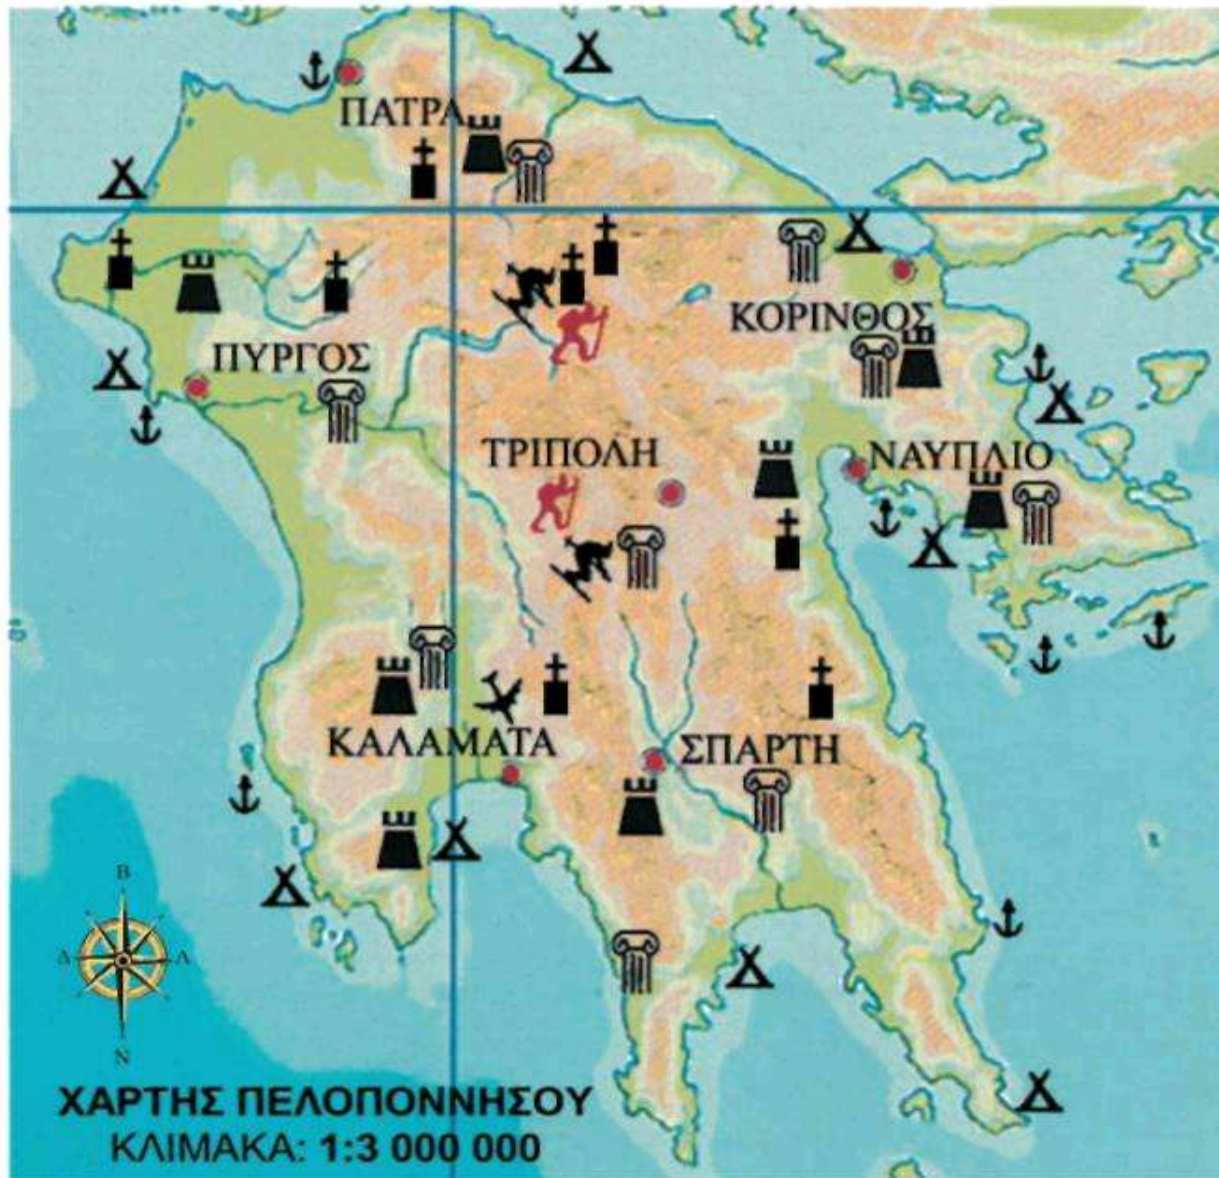 ΠΑΤΡΑ
ΚΟΡΙΝΘΟΣ
ΠΥΡΓΟΣ
ΤΡΙΠΟΛΗ
ΝΑΥΠΛΙΟ
ΚΑΛΑΜΑΤΑ
ΣΠΑΡΤΗ
Β
Δ
Λ
Ν
ΧΑΡΤΗΣ ΠΕΛΟΠΟΝΝΗΣΟΥ
ΚΛΙΜΑΚΑ: 1:3 000 000